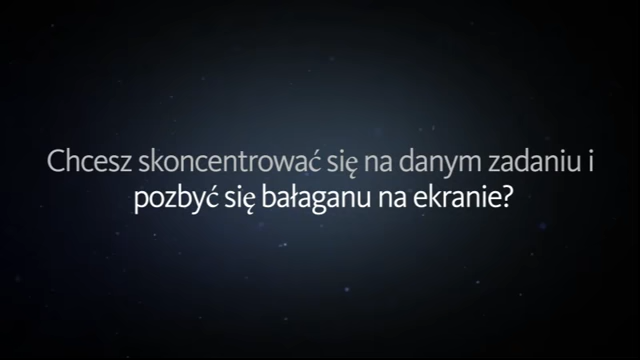 Chcesz skoncentrować się na danym zadaniu i
pozbyć się bałaganu na ekranie?